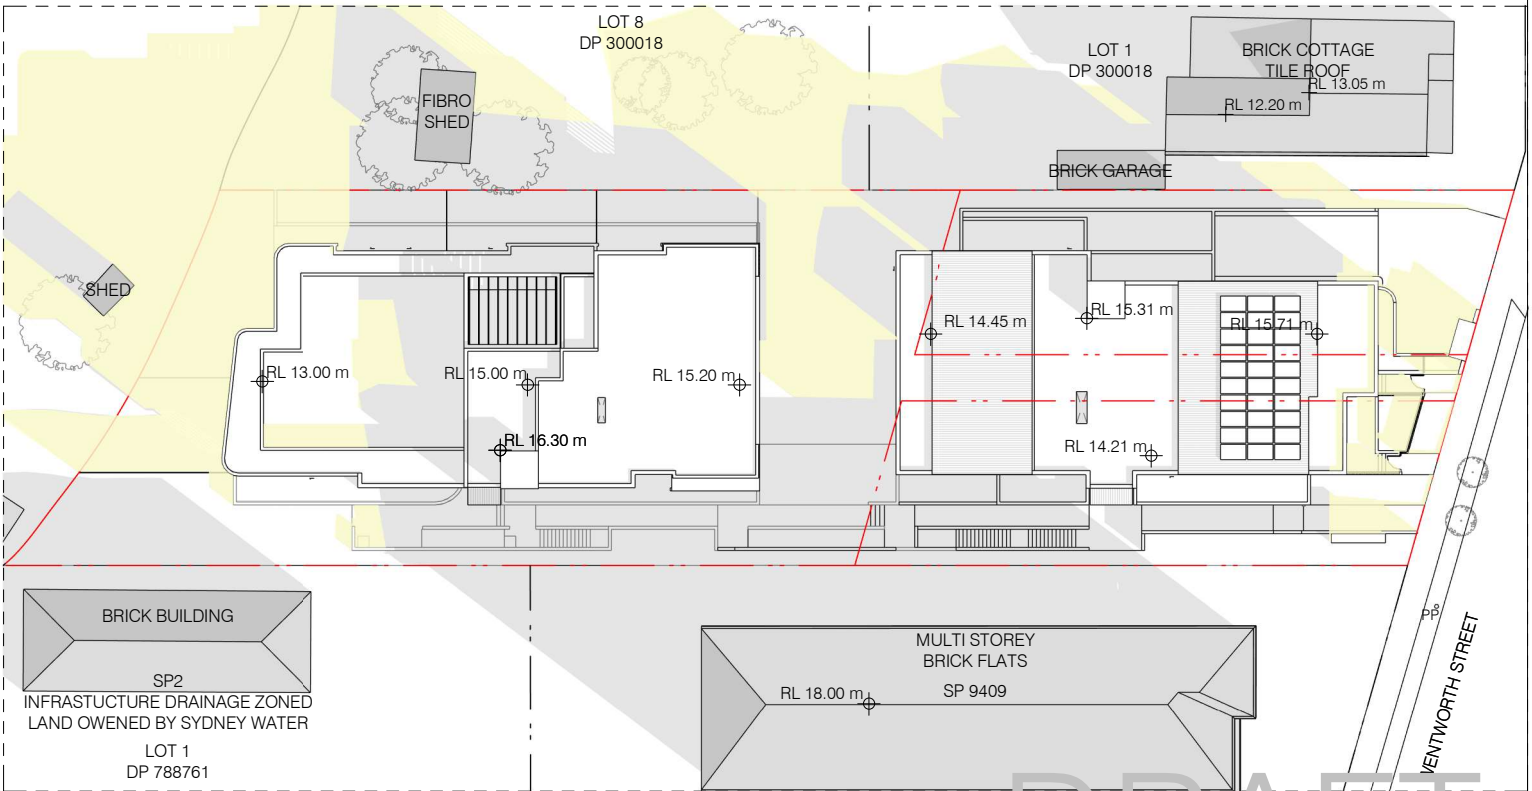 LOT 8
DP 300018
LOT 1
DP 300018
BRICK COTTAGE
TILE ROOF
RL 13.05 m
RL 12.20 m
FIBRO
SHED
BRICK GARAGE
SHED
RL 13.00 m
RL 15.00 m
RL 15.20 m
RL 16.30 m
RL 14.45 m
RL 15.31 m
RL 15.71 m
RL 14.21 m
BRICK BUILDING
SP2
INFRASTUCTURE DRAINAGE ZONED
LAND OWENED BY SYDNEY WATER
LOT 1
DP 788761
MULTI STOREY
BRICK FLATS
SP 9409
RL 18.00 m
PP
WENTWORTH STREET
DRAFT